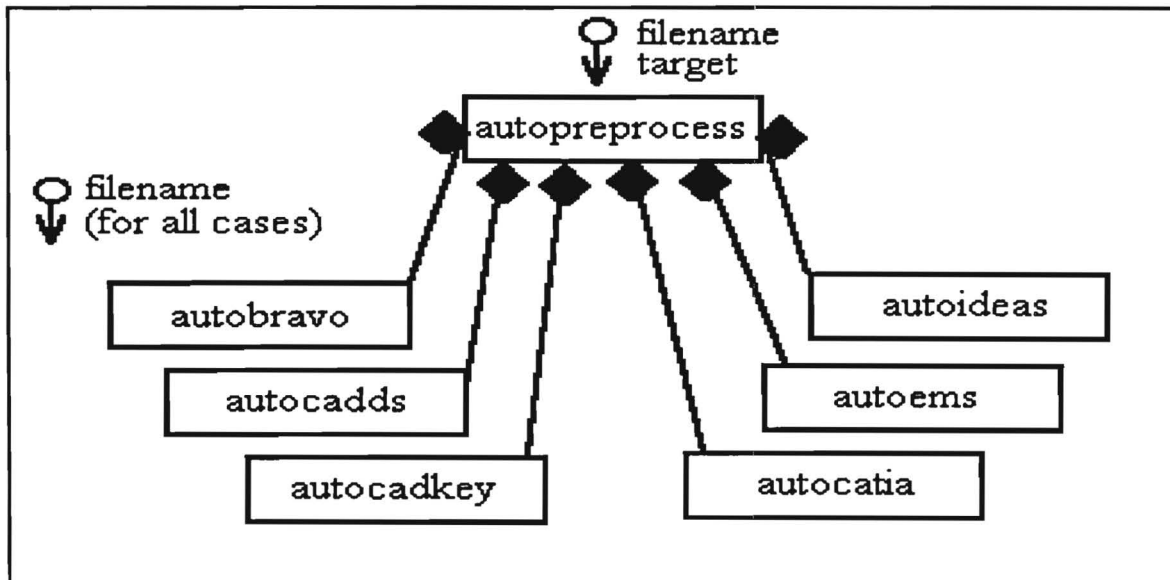 filename
target
autopreprocess
filename
(for all cases)
autobravo
autoideas
autocadds
autoems
autocadkey
autocatia